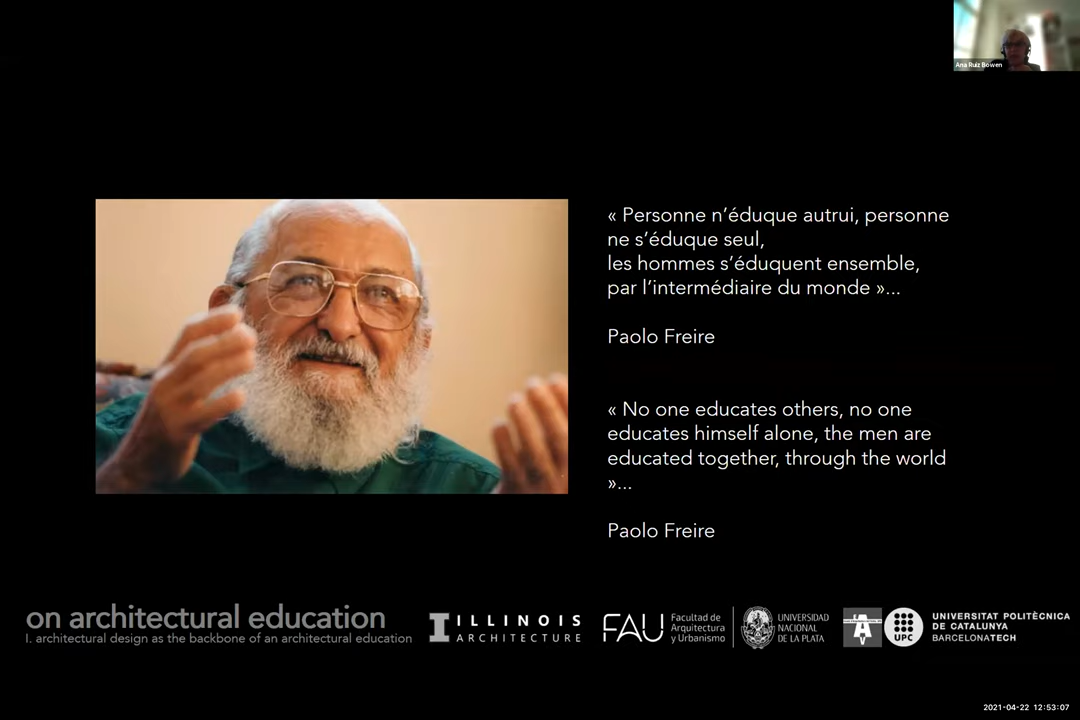 Ana Ruiz Bowen
« Personne n’éduque autrui, personne
ne s’éduque seul,
les hommes s’éduquent ensemble,
par l’intermédiaire du monde »...
Paolo Freire
« No one educates others, no one
educates himself alone, the men are
educated together, through the world
»...
Paolo Freire
on architectural education
I. architectural design as the backbone of an architectural education
ILLINOIS
ARCHITECTURE
FAU
Facultad de
Arquitectura
y Urbanismo
UNIVERSIDAD
NACIONAL
DE LA PLATA
UPC
UNIVERSITAT POLITÈCNICA
DE CATALUNYA
BARCELONATECH
2021-04-22 12:53:07